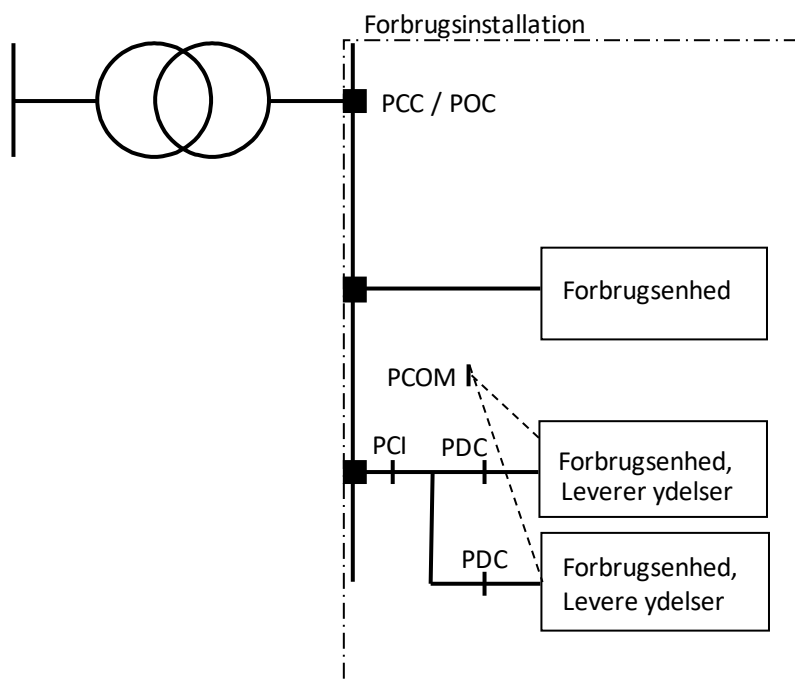 Forbrugsinstallation
PCC / POC
Forbrugsenhed
PCOM
PCI
PDC
Forbrugsenhed,
Leverer ydelser
PDC
Forbrugsenhed,
Levere ydelser